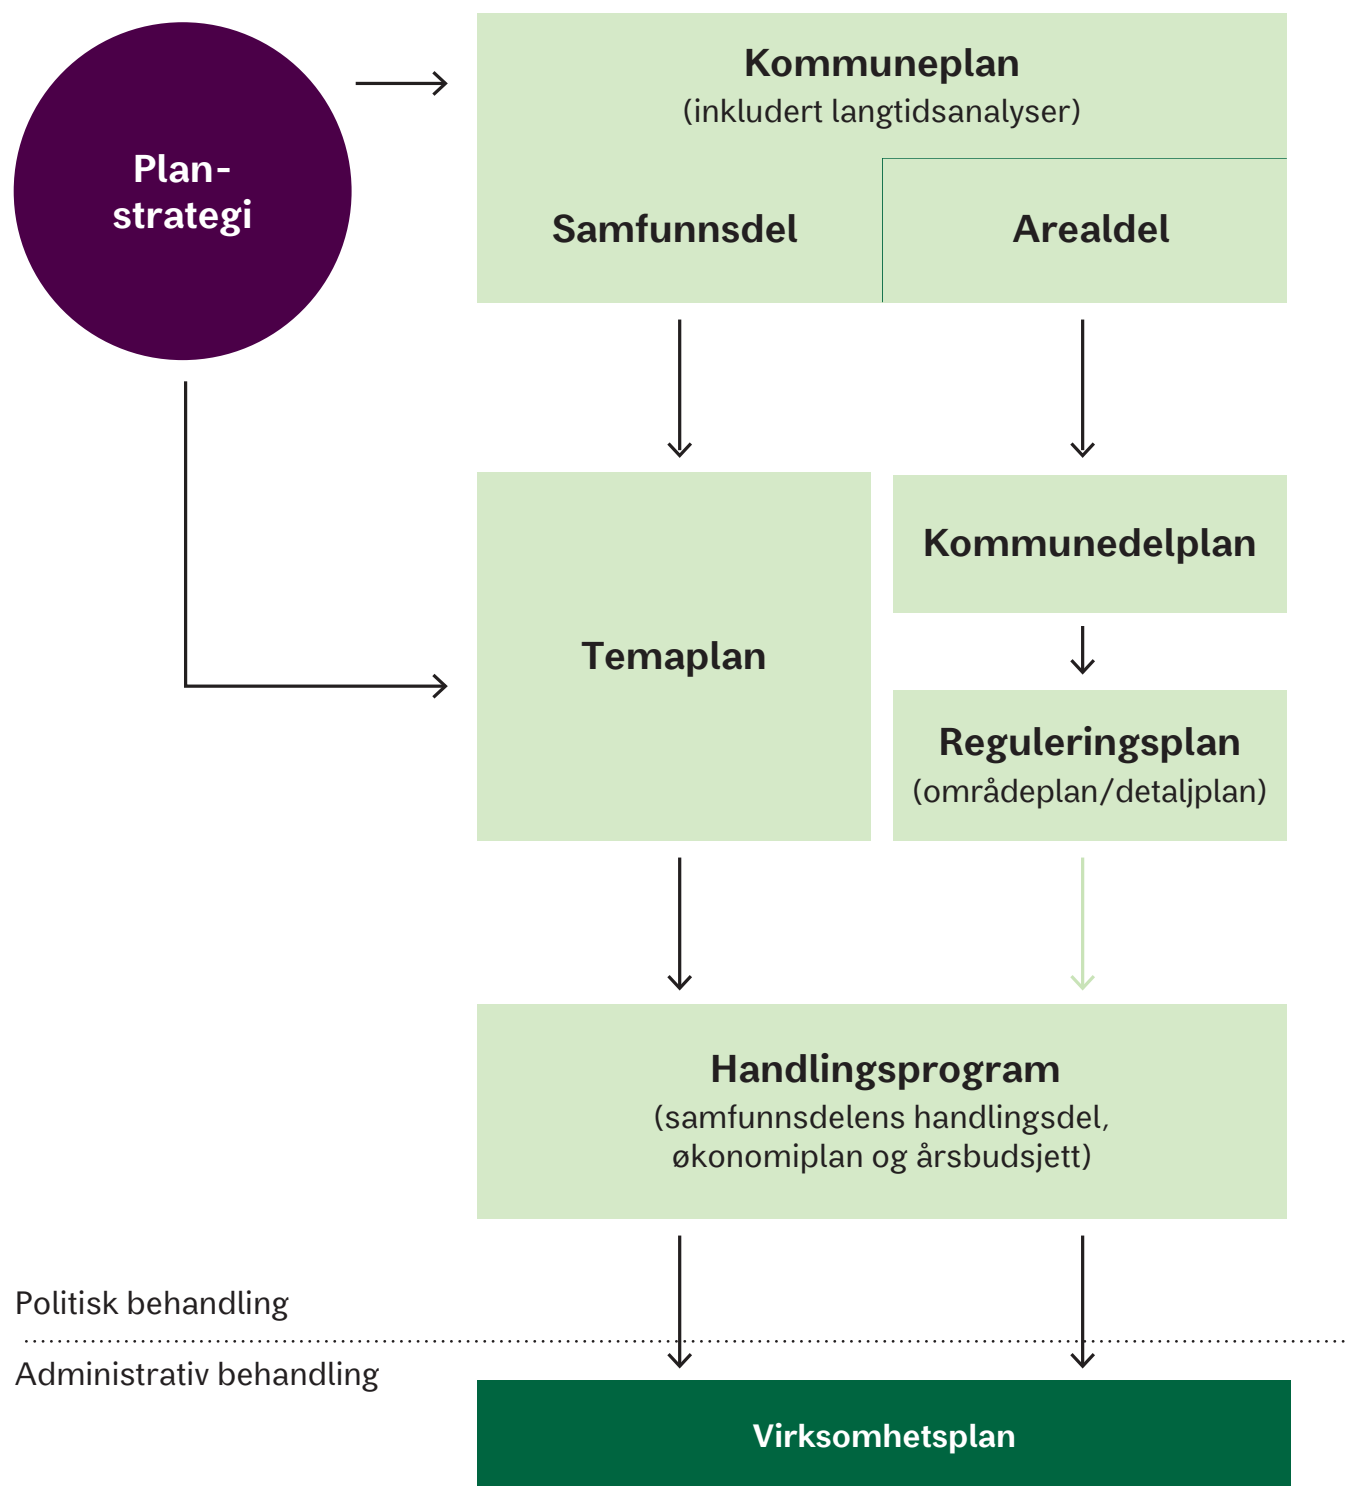 Plan-
strategi
Kommuneplan
(inkludert langtidsanalyser)
Samfunnsdel
Arealdel
Temaplan
Kommunedelplan
Reguleringsplan
(områdeplan/detaljplan)
Handlingsprogram
(samfunnsdelens handlingsdel,
økonomiplan og årsbudsjett)
Politisk behandling
Administrativ behandling
Virksomhetsplan